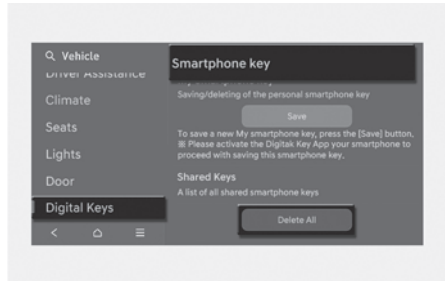 Vehicle
Driver Assistance
Climate
Seats
Lights
Door
Digital Keys
Smartphone key
Saving/deleting of the personal smartphone key
Save
To save a new My smartphone key, press the [Save] button.
※ Please activate the Digitak Key App your smartphone to
proceed with saving this smartphone key.
Shared Keys
A list of all shared smartphone keys
Delete All